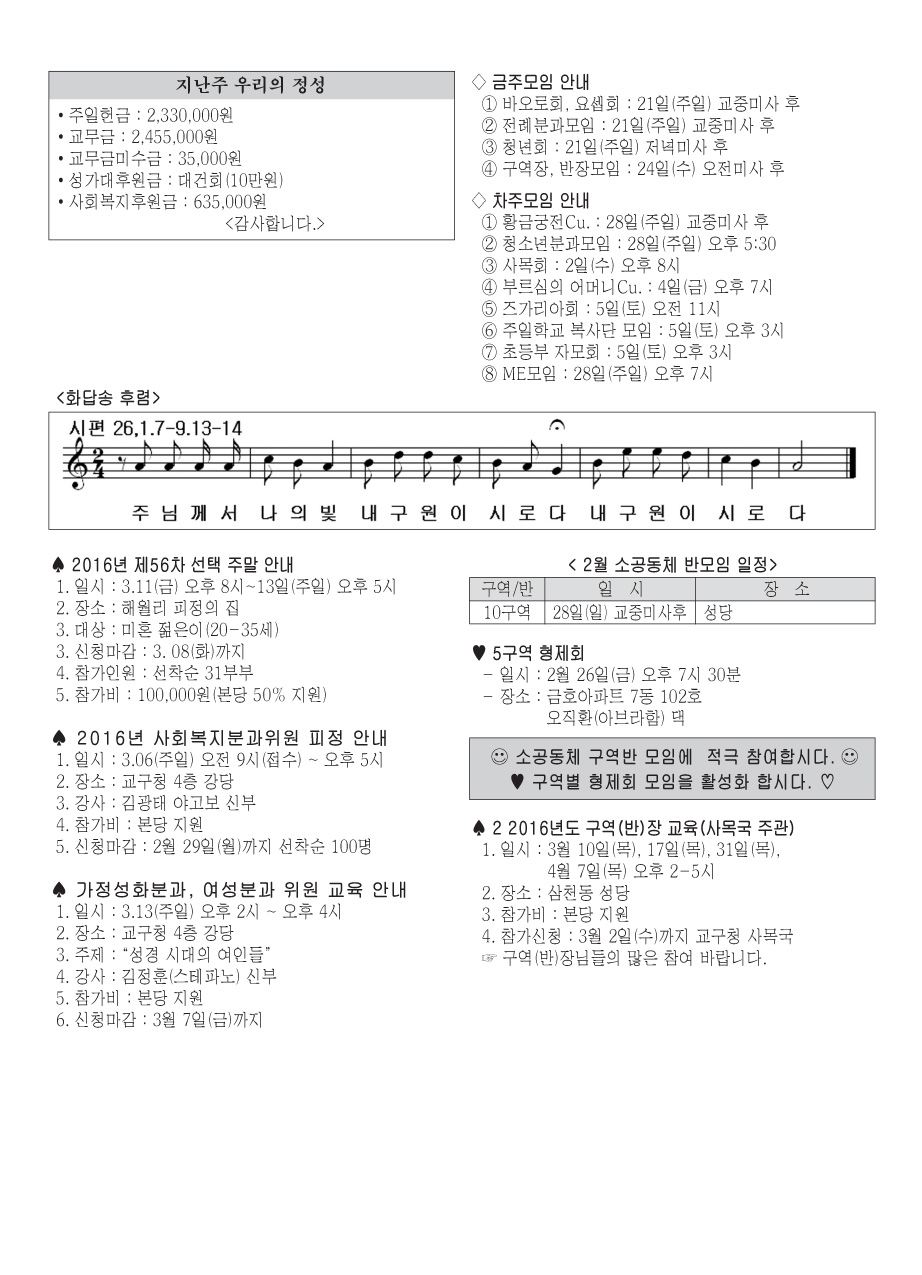 지난주 우리의 정성
• 주일헌금 : 2,330,000원
• 교무금 : 2,455,000원
• 교무금미수금 : 35,000원
• 성가대후원금 : 대건회(10만원)
• 사회복지후원금 : 635,000원
<감사합니다.>
◇ 금주모임 안내
① 바오로회, 요셉회 : 21일(주일) 교중미사 후
② 전례분과모임 : 21일(주일) 교중미사 후
③ 청년회 : 21일(주일) 저녁미사 후
④ 구역장, 반장모임 : 24일(수) 오전미사 후
◇ 차주모임 안내
① 황금궁전Cu. : 28일(주일) 교중미사 후
② 청소년분과모임 : 28일(주일) 오후 5:30
③ 사목회 : 2일(수) 오후 8시
④ 부르심의 어머니Cu. : 4일(금) 오후 7시
⑤ 즈가리아회 : 5일(토) 오전 11시
⑥ 주일학교 복사단 모임 : 5일(토) 오후 3시
⑦ 초등부 자모회 : 5일(토) 오후 3시
⑧ ME모임 : 28일(주일) 오후 7시
<화답송 후렴>
시편 26,1.7-9.13-14
2
4
주 님 께 서 나 의 빛 내 구 원 이 시 로 다 내 구 원 이 시 로 다
♠ 2016년 제56차 선택 주말 안내
1. 일시 : 3.11(금) 오후 8시~13일(주일) 오후 5시
2. 장소 : 해월리 피정의 집
3. 대상 : 미혼 젊은이(20-35세)
3. 신청마감 : 3. 08(화)까지
4. 참가인원 : 선착순 31부부
5. 참가비 : 100,000원(본당 50% 지원)
♠ 2016년 사회복지분과위원 피정 안내
1. 일시 : 3.06(주일) 오전 9시(접수) ~ 오후 5시
2. 장소 : 교구청 4층 강당
3. 강사 : 김광태 야고보 신부
4. 참가비 : 본당 지원
5. 신청마감 : 2월 29일(월)까지 선착순 100명
♠ 가정성화분과, 여성분과 위원 교육 안내
1. 일시 : 3.13(주일) 오후 2시 ~ 오후 4시
2. 장소 : 교구청 4층 강당
3. 주제 : “성경 시대의 여인들”
4. 강사 : 김정훈(스테파노) 신부
5. 참가비 : 본당 지원
6. 신청마감 : 3월 7일(금)까지
< 2월 소공동체 반모임 일정>
구역/반 일 시 장 소
10구역 28일(일) 교중미사후 성당
♥ 5구역 형제회
- 일시 : 2월 26일(금) 오후 7시 30분
- 장소 : 금호아파트 7동 102호
오직환(아브라함) 댁
☺ 소공동체 구역반 모임에 적극 참여합시다. ☺
♥ 구역별 형제회 모임을 활성화 합시다. ♡
♠ 2 2016년도 구역(반)장 교육(사목국 주관)
1. 일시 : 3월 10일(목), 17일(목), 31일(목),
4월 7일(목) 오후 2-5시
2. 장소 : 삼천동 성당
3. 참가비 : 본당 지원
4. 참가신청 : 3월 2일(수)까지 교구청 사목국
☞ 구역(반)장님들의 많은 참여 바랍니다.